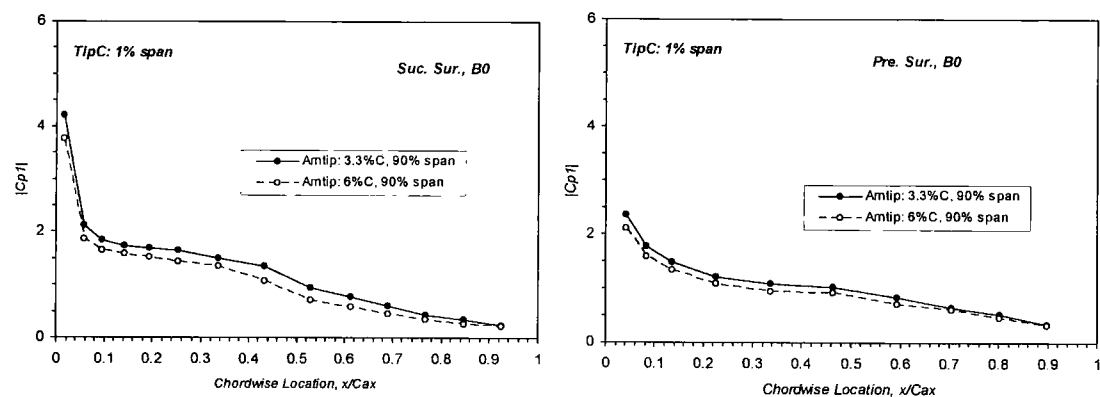 6
TipC: 1% span
Suc. Sur., B0
4
|Cp1|
Amtip: 3.3%C, 90% span
Amtip: 6%C, 90% span
2
0
0 0.1 0.2 0.3 0.4 0.5 0.6 0.7 0.8 0.9 1
Chordwise Location, x/Cax
6
TipC: 1% span
Pre. Sur., B0
4
|Cp1|
Amtip: 3.3%C, 90% span
Amtip: 6%C, 90% span
2
0
0 0.1 0.2 0.3 0.4 0.5 0.6 0.7 0.8 0.9 1
Chordwise Location, x/Cax